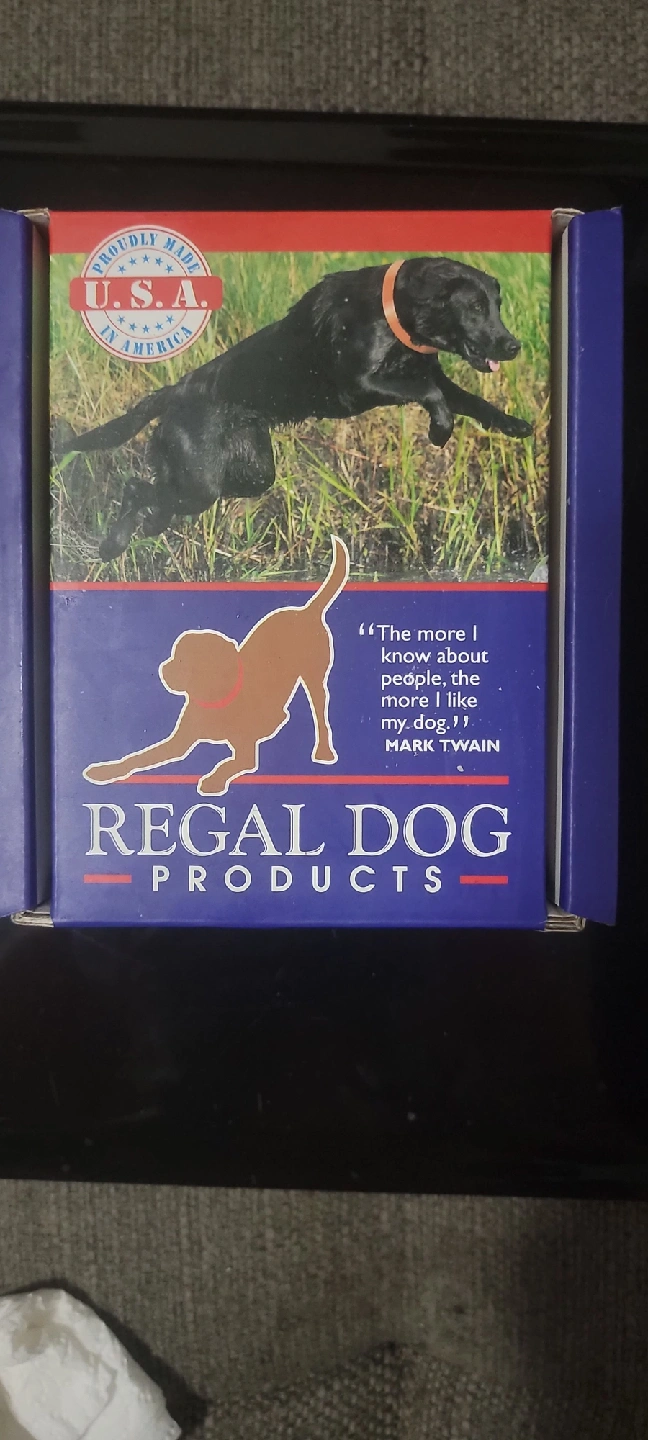 PROUDLY MADE
U. S. A.
IN AMERICA
“The more I
know about
people, the
more I like
my dog.”
MARK TWAIN
REGAL DOG
PRODUCTS